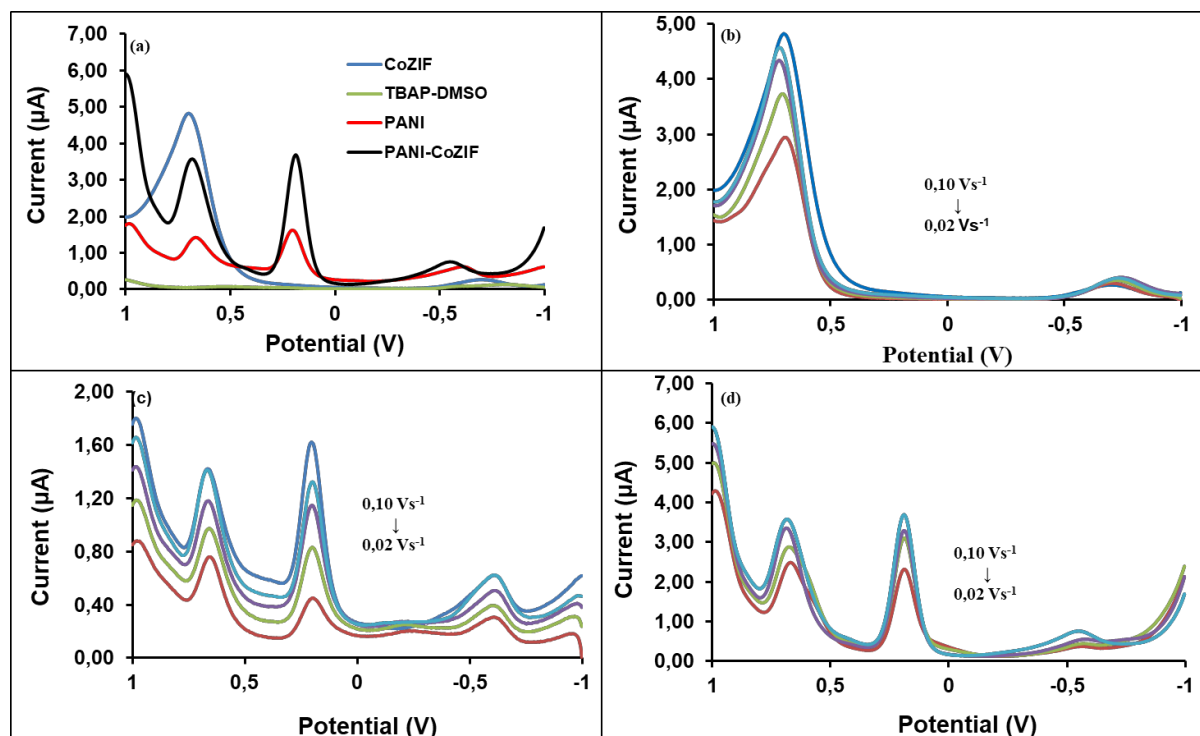 (a)
7,00
6,00
5,00
4,00
3,00
2,00
1,00
0,00
Current (µA)
CoZIF
TBAP-DMSO
PANI
PANI-CoZIF
1 0,5 0 -0,5 -1
Potential (V)
(b)
5,00
4,00
3,00
2,00
1,00
0,00
Current (µA)
0,10 Vs⁻¹
↓
0,02 Vs⁻¹
1 0,5 0 -0,5 -1
Potential (V)
(c)
2,00
1,60
1,20
0,80
0,40
0,00
Current (µA)
0,10 Vs⁻¹
↓
0,02 Vs⁻¹
1 0,5 0 -0,5 -1
Potential (V)
(d)
7,00
6,00
5,00
4,00
3,00
2,00
1,00
0,00
Current (µA)
0,10 Vs⁻¹
↓
0,02 Vs⁻¹
1 0,5 0 -0,5 -1
Potential (V)